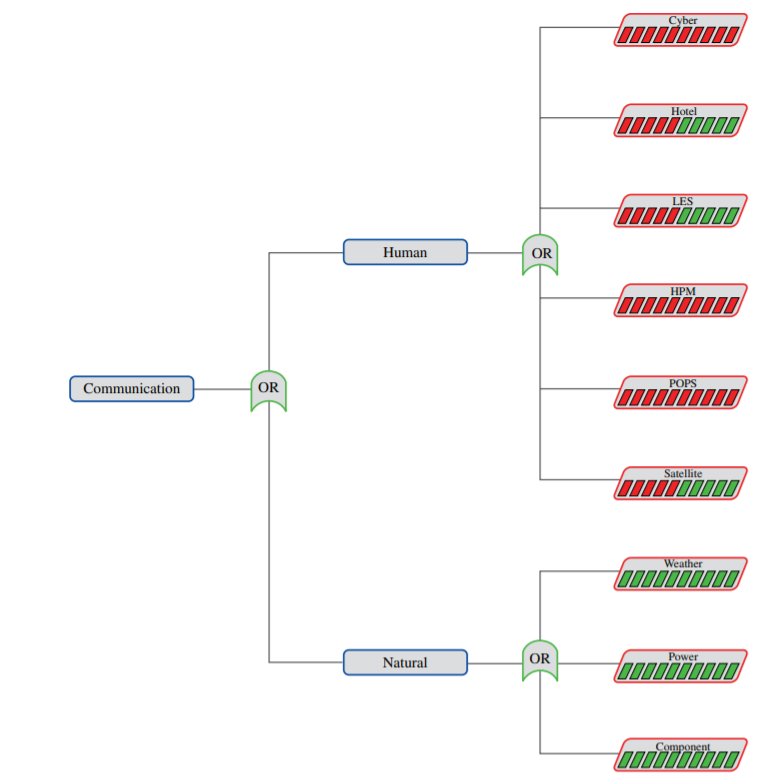 Cyber
Hotel
LES
Human
OR
HPM
Communication
OR
POPS
Satellite
Weather
Natural
OR
Power
Component